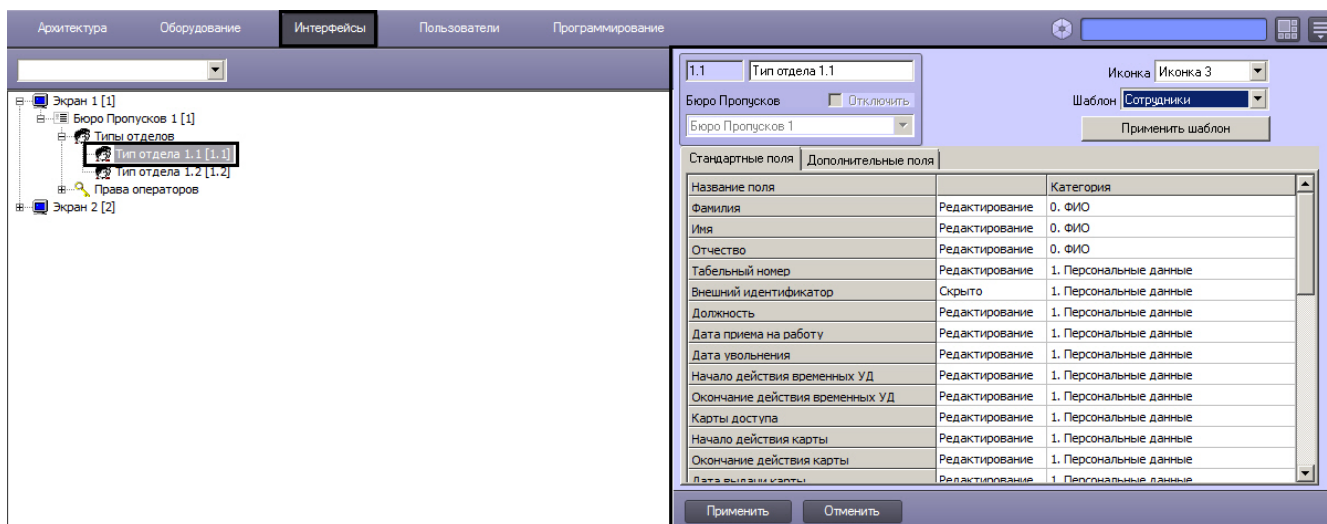 Архитектура Оборудование Интерфейсы Пользователи Программирование
Экран 1 [1]
Бюро Пропусков 1 [1]
Типы отделов
Тип отдела 1.1 [1.1]
Тип отдела 1.2 [1.2]
Права операторов
Экран 2 [2]
1.1 Тип отдела 1.1 Иконка Иконка 3
Бюро Пропусков Отключить Шаблон Сотрудники
Бюро Пропусков 1 Применить шаблон
Стандартные поля Дополнительные поля
Название поля Категория
Фамилия Редактирование 0. ФИО
Имя Редактирование 0. ФИО
Отчество Редактирование 0. ФИО
Табельный номер Редактирование 1. Персональные данные
Внешний идентификатор Скрыто 1. Персональные данные
Должность Редактирование 1. Персональные данные
Дата приема на работу Редактирование 1. Персональные данные
Дата увольнения Редактирование 1. Персональные данные
Начало действия временных УД Редактирование 1. Персональные данные
Окончание действия временных УД Редактирование 1. Персональные данные
Карты доступа Редактирование 1. Персональные данные
Начало действия карты Редактирование 1. Персональные данные
Окончание действия карты Редактирование 1. Персональные данные
Дата выдачи карты Редактирование 1. Персональные данные
Применить Отменить